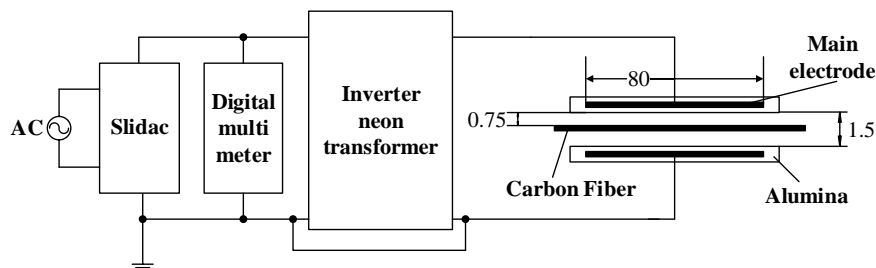 AC
Slidac
Digital
multi
meter
Inverter
neon
transformer
Main
electrode
80
0.75
1.5
Carbon Fiber
Alumina